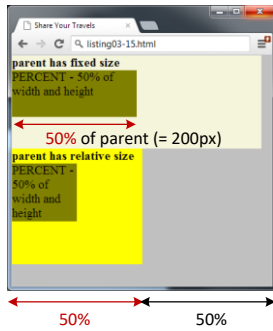 Share Your Travels
listing03-15.html
parent has fixed size
PERCENT - 50% of
width and height
50% of parent (= 200px)
parent has relative size
PERCENT -
50% of
width and
height
50%
50%